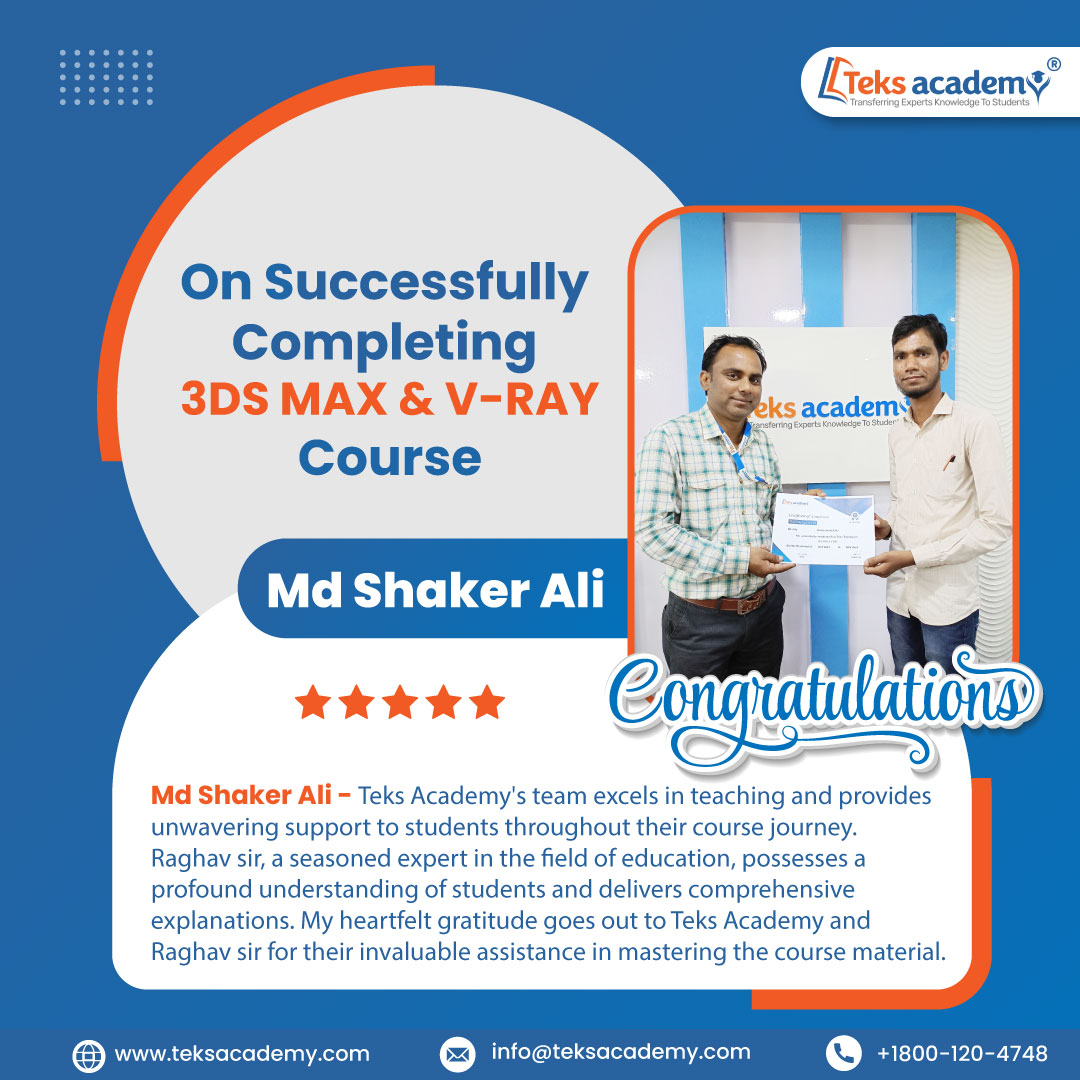 Teks academy®
Transferring Experts Knowledge To Students
On Successfully
Completing
3DS MAX & V-RAY
Course
eks academy
ransferring Experts Knowledge To Studen
Md Shaker Ali
Congratulations
Md Shaker Ali - Teks Academy's team excels in teaching and provides
unwavering support to students throughout their course journey.
Raghav sir, a seasoned expert in the field of education, possesses a
profound understanding of students and delivers comprehensive
explanations. My heartfelt gratitude goes out to Teks Academy and
Raghav sir for their invaluable assistance in mastering the course material.
www.teksacademy.com
info@teksacademy.com
+1800-120-4748